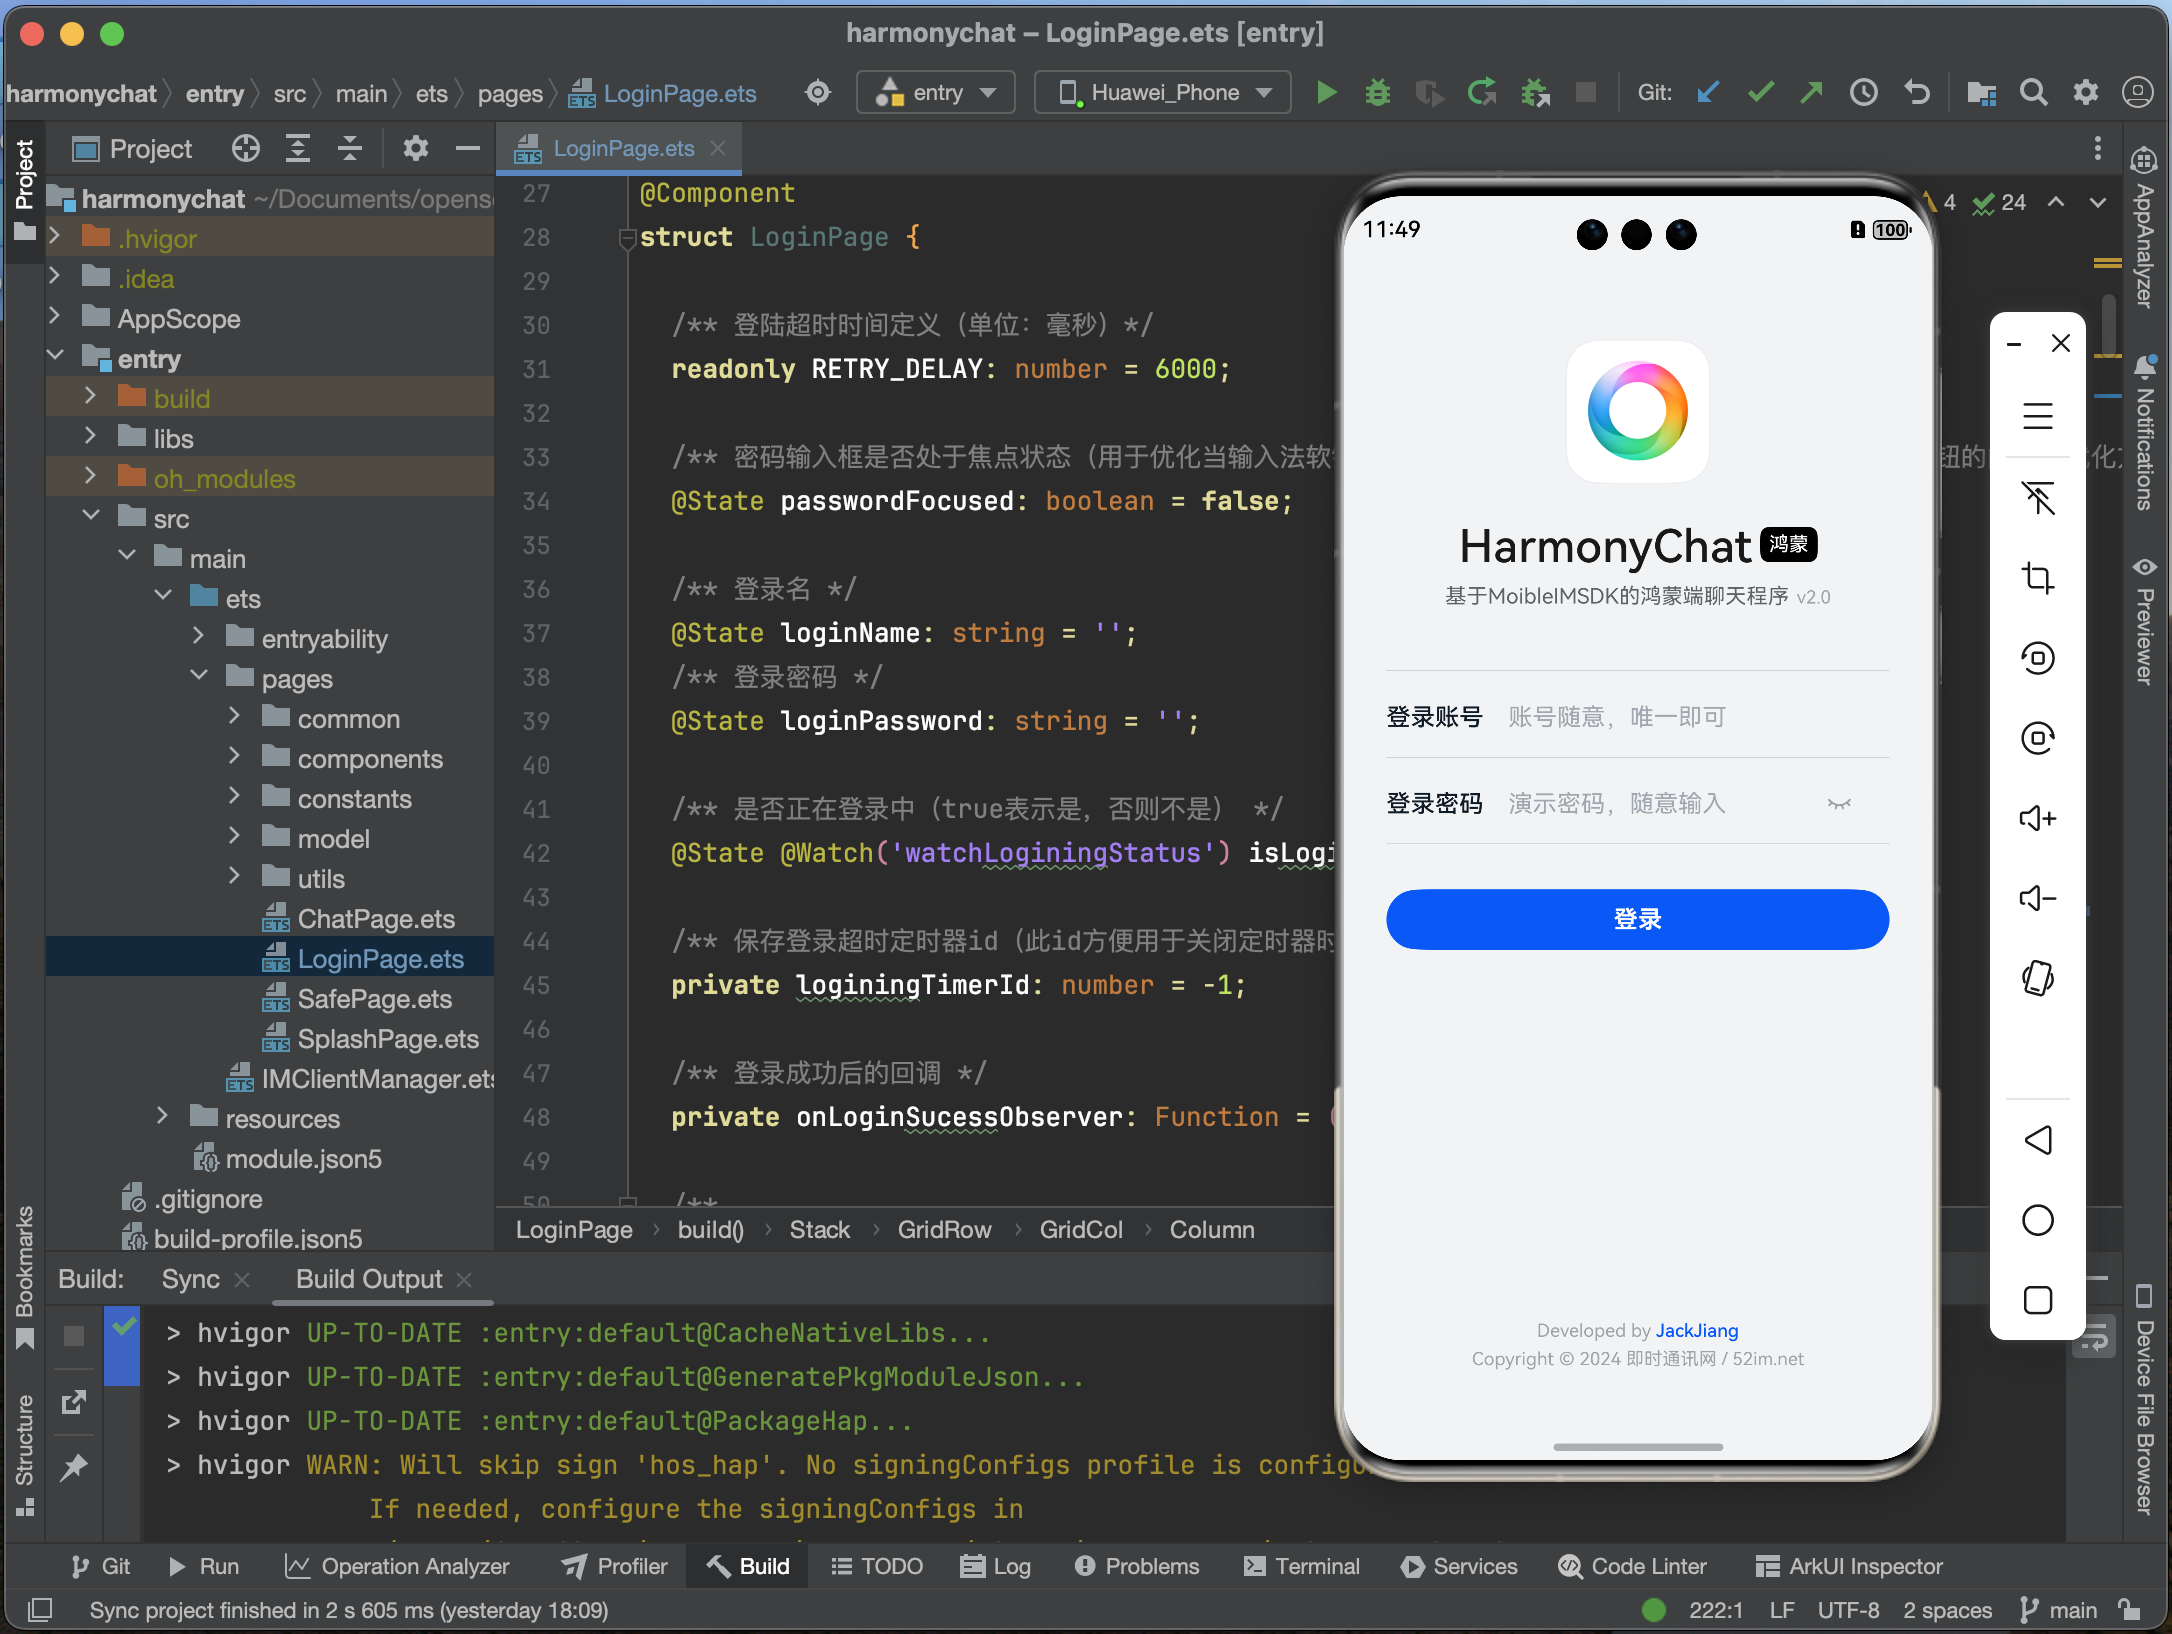 harmonychat – LoginPage.ets [entry]
harmonychat entry src main ets pages LoginPage.ets
entry
Huawei_Phone
Git:
Project
Project
harmonychat ~/Documents/opens
.hvigor
.idea
AppScope
entry
build
libs
oh_modules
src
main
ets
entryability
pages
common
components
constants
model
utils
ChatPage.ets
LoginPage.ets
SafePage.ets
SplashPage.ets
IMClientManager.ets
resources
module.json5
.gitignore
build-profile.json5
Bookmarks
Structure
LoginPage.ets
4 24
27 @Component
28 struct LoginPage {
29
30 /** 登陆超时时间定义（单位：毫秒）*/
31 readonly RETRY_DELAY: number = 6000;
32
33 /** 密码输入框是否处于焦点状态（用于优化当输入法软
34 @State passwordFocused: boolean = false;
35
36 /** 登录名 */
37 @State loginName: string = '';
38 /** 登录密码 */
39 @State loginPassword: string = '';
40
41 /** 是否正在登录中（true表示是，否则不是） */
42 @State @Watch('watchLoginingStatus') isLogi
43
44 /** 保存登录超时定时器id（此id方便用于关闭定时器时
45 private loginingTimerId: number = -1;
46
47 /** 登录成功后的回调 */
48 private onLoginSucessObserver: Function = (
49
50 /**
LoginPage build() Stack GridRow GridCol Column
11:49
100
HarmonyChat 鸿蒙
基于MoibleIMSDK的鸿蒙端聊天程序 v2.0
登录账号 账号随意，唯一即可
登录密码 演示密码，随意输入
登录
Developed by JackJiang
Copyright © 2024 即时通讯网 / 52im.net
AppAnalyzer
Notifications
Previewer
Device File Browser
Build: Sync Build Output
> hvigor UP-TO-DATE :entry:default@CacheNativeLibs...
> hvigor UP-TO-DATE :entry:default@GeneratePkgModuleJson...
> hvigor UP-TO-DATE :entry:default@PackageHap...
> hvigor WARN: Will skip sign 'hos_hap'. No signingConfigs profile is config
If needed, configure the signingConfigs in
Git Run Operation Analyzer Profiler Build TODO Log Problems Terminal Services Code Linter ArkUI Inspector
Sync project finished in 2 s 605 ms (yesterday 18:09)
222:1 LF UTF-8 2 spaces main